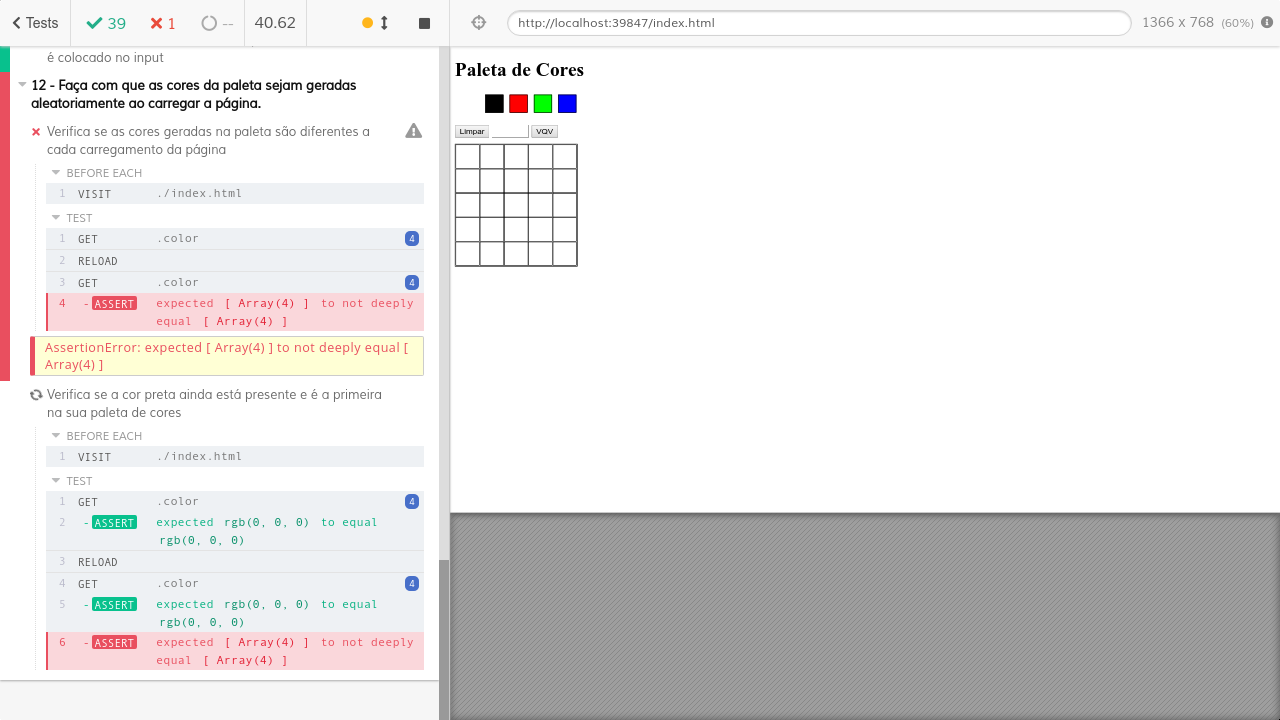 Tests 39 1 -- 40.62 http://localhost:39847/index.html 1366 x 768 (60%)
é colocado no input
12 - Faça com que as cores da paleta sejam geradas
aleatoriamente ao carregar a página.
Verifica se as cores geradas na paleta são diferentes a
cada carregamento da página
BEFORE EACH
1 VISIT ./index.html
TEST
1 GET .color 4
2 RELOAD
3 GET .color 4
4 - ASSERT expected [ Array(4) ] to not deeply
equal [ Array(4) ]
AssertionError: expected [ Array(4) ] to not deeply equal [
Array(4) ]
Verifica se a cor preta ainda está presente e é a primeira
na sua paleta de cores
BEFORE EACH
1 VISIT ./index.html
TEST
1 GET .color 4
2 - ASSERT expected rgb(0, 0, 0) to equal
rgb(0, 0, 0)
3 RELOAD
4 GET .color 4
5 - ASSERT expected rgb(0, 0, 0) to equal
rgb(0, 0, 0)
6 - ASSERT expected [ Array(4) ] to not deeply
equal [ Array(4) ]
Paleta de Cores
Limpar VQV